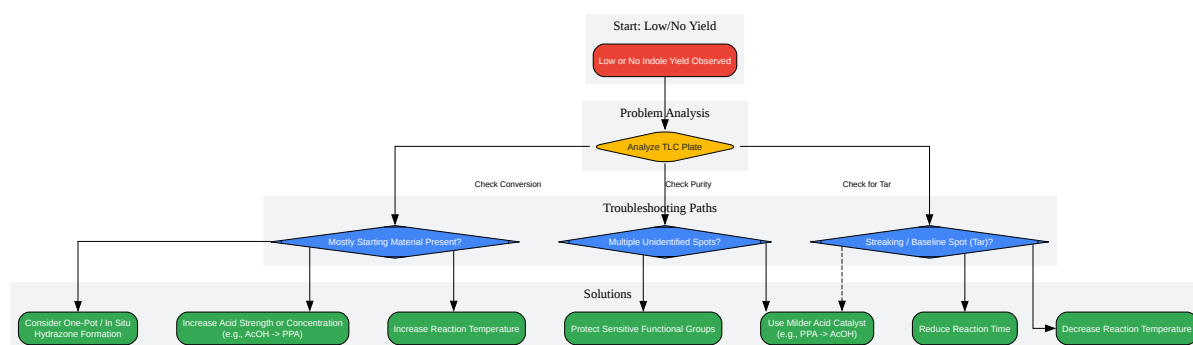 Start: Low/No Yield
Low or No Indole Yield Observed
Problem Analysis
Analyze TLC Plate
Check Conversion
Check Purity
Check for Tar
Troubleshooting Paths
Mostly Starting Material Present?
Multiple Unidentified Spots?
Streaking / Baseline Spot (Tar)?
Solutions
Consider One-Pot / In Situ
Hydrazone Formation
Increase Acid Strength or Concentration
(e.g., AcOH -> PPA)
Increase Reaction Temperature
Protect Sensitive Functional Groups
Use Milder Acid Catalyst
(e.g., PPA -> AcOH)
Reduce Reaction Time
Decrease Reaction Temperature